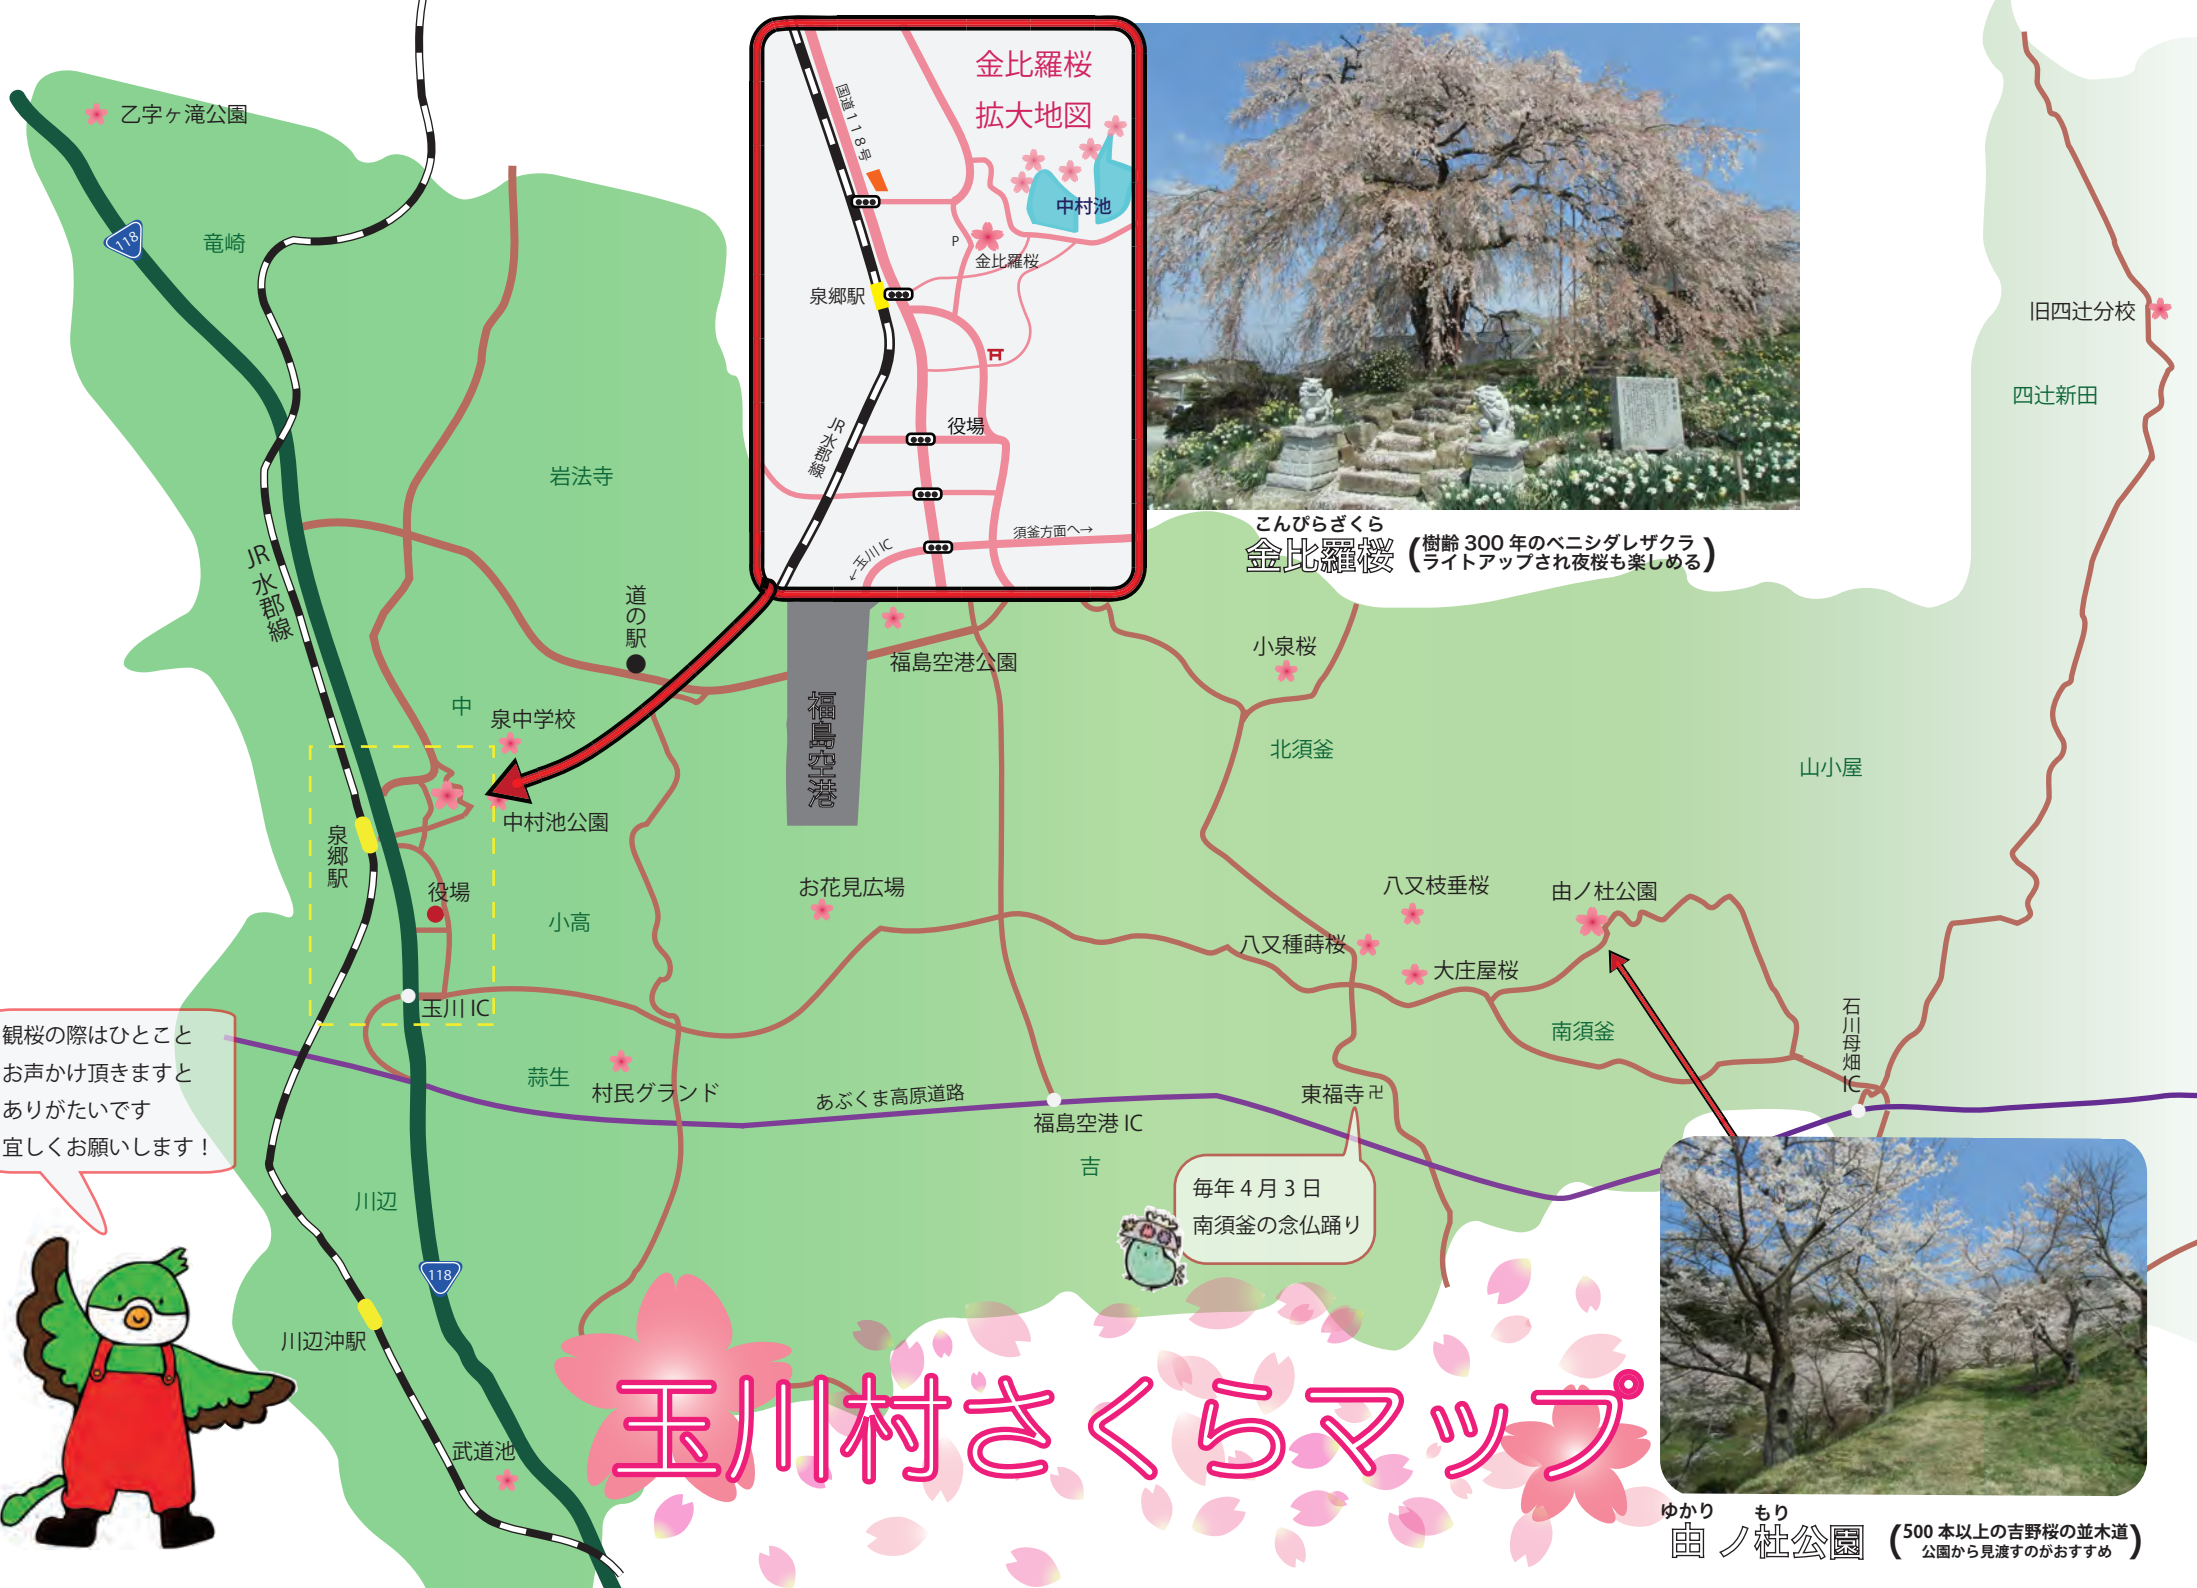 乙字ヶ滝公園
118
竜崎
岩法寺
JR水郡線
道の駅
中
泉中学校
中村池公園
泉郷駅
役場
小高
玉川 IC
金比羅桜
拡大地図
国道118号
中村池
P
金比羅桜
泉郷駅
役場
JR水郡線
須釜方面へ→
←玉川 IC
こんぴらざくら
金比羅桜
(樹齢 300 年のベニシダレザクラ
ライトアップされ夜桜も楽しめる)
旧四辻分校
四辻新田
福島空港公園
福島空港
小泉桜
北須釜
山小屋
お花見広場
八又枝垂桜
由ノ杜公園
八又種蒔桜
大庄屋桜
南須釜
石川母畑IC
観桜の際はひとこと
お声かけ頂きますと
ありがたいです
宜しくお願いします!
蒜生
村民グランド
あぶくま高原道路
福島空港 IC
東福寺卍
吉
毎年 4 月 3 日
南須釜の念仏踊り
川辺
118
川辺沖駅
武道池
玉川村さくらマップ
ゆかり もり
由ノ杜公園
(500 本以上の吉野桜の並木道
公園から見渡すのがおすすめ)